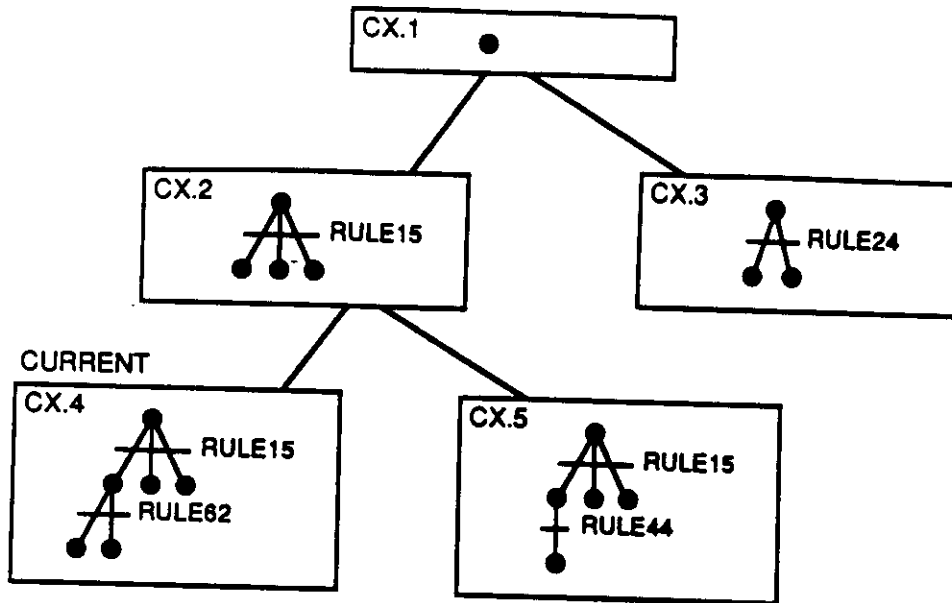 CX.1
CX.2
RULE15
CX.3
RULE24
CURRENT
CX.4
RULE15
RULE62
CX.5
RULE15
RULE44